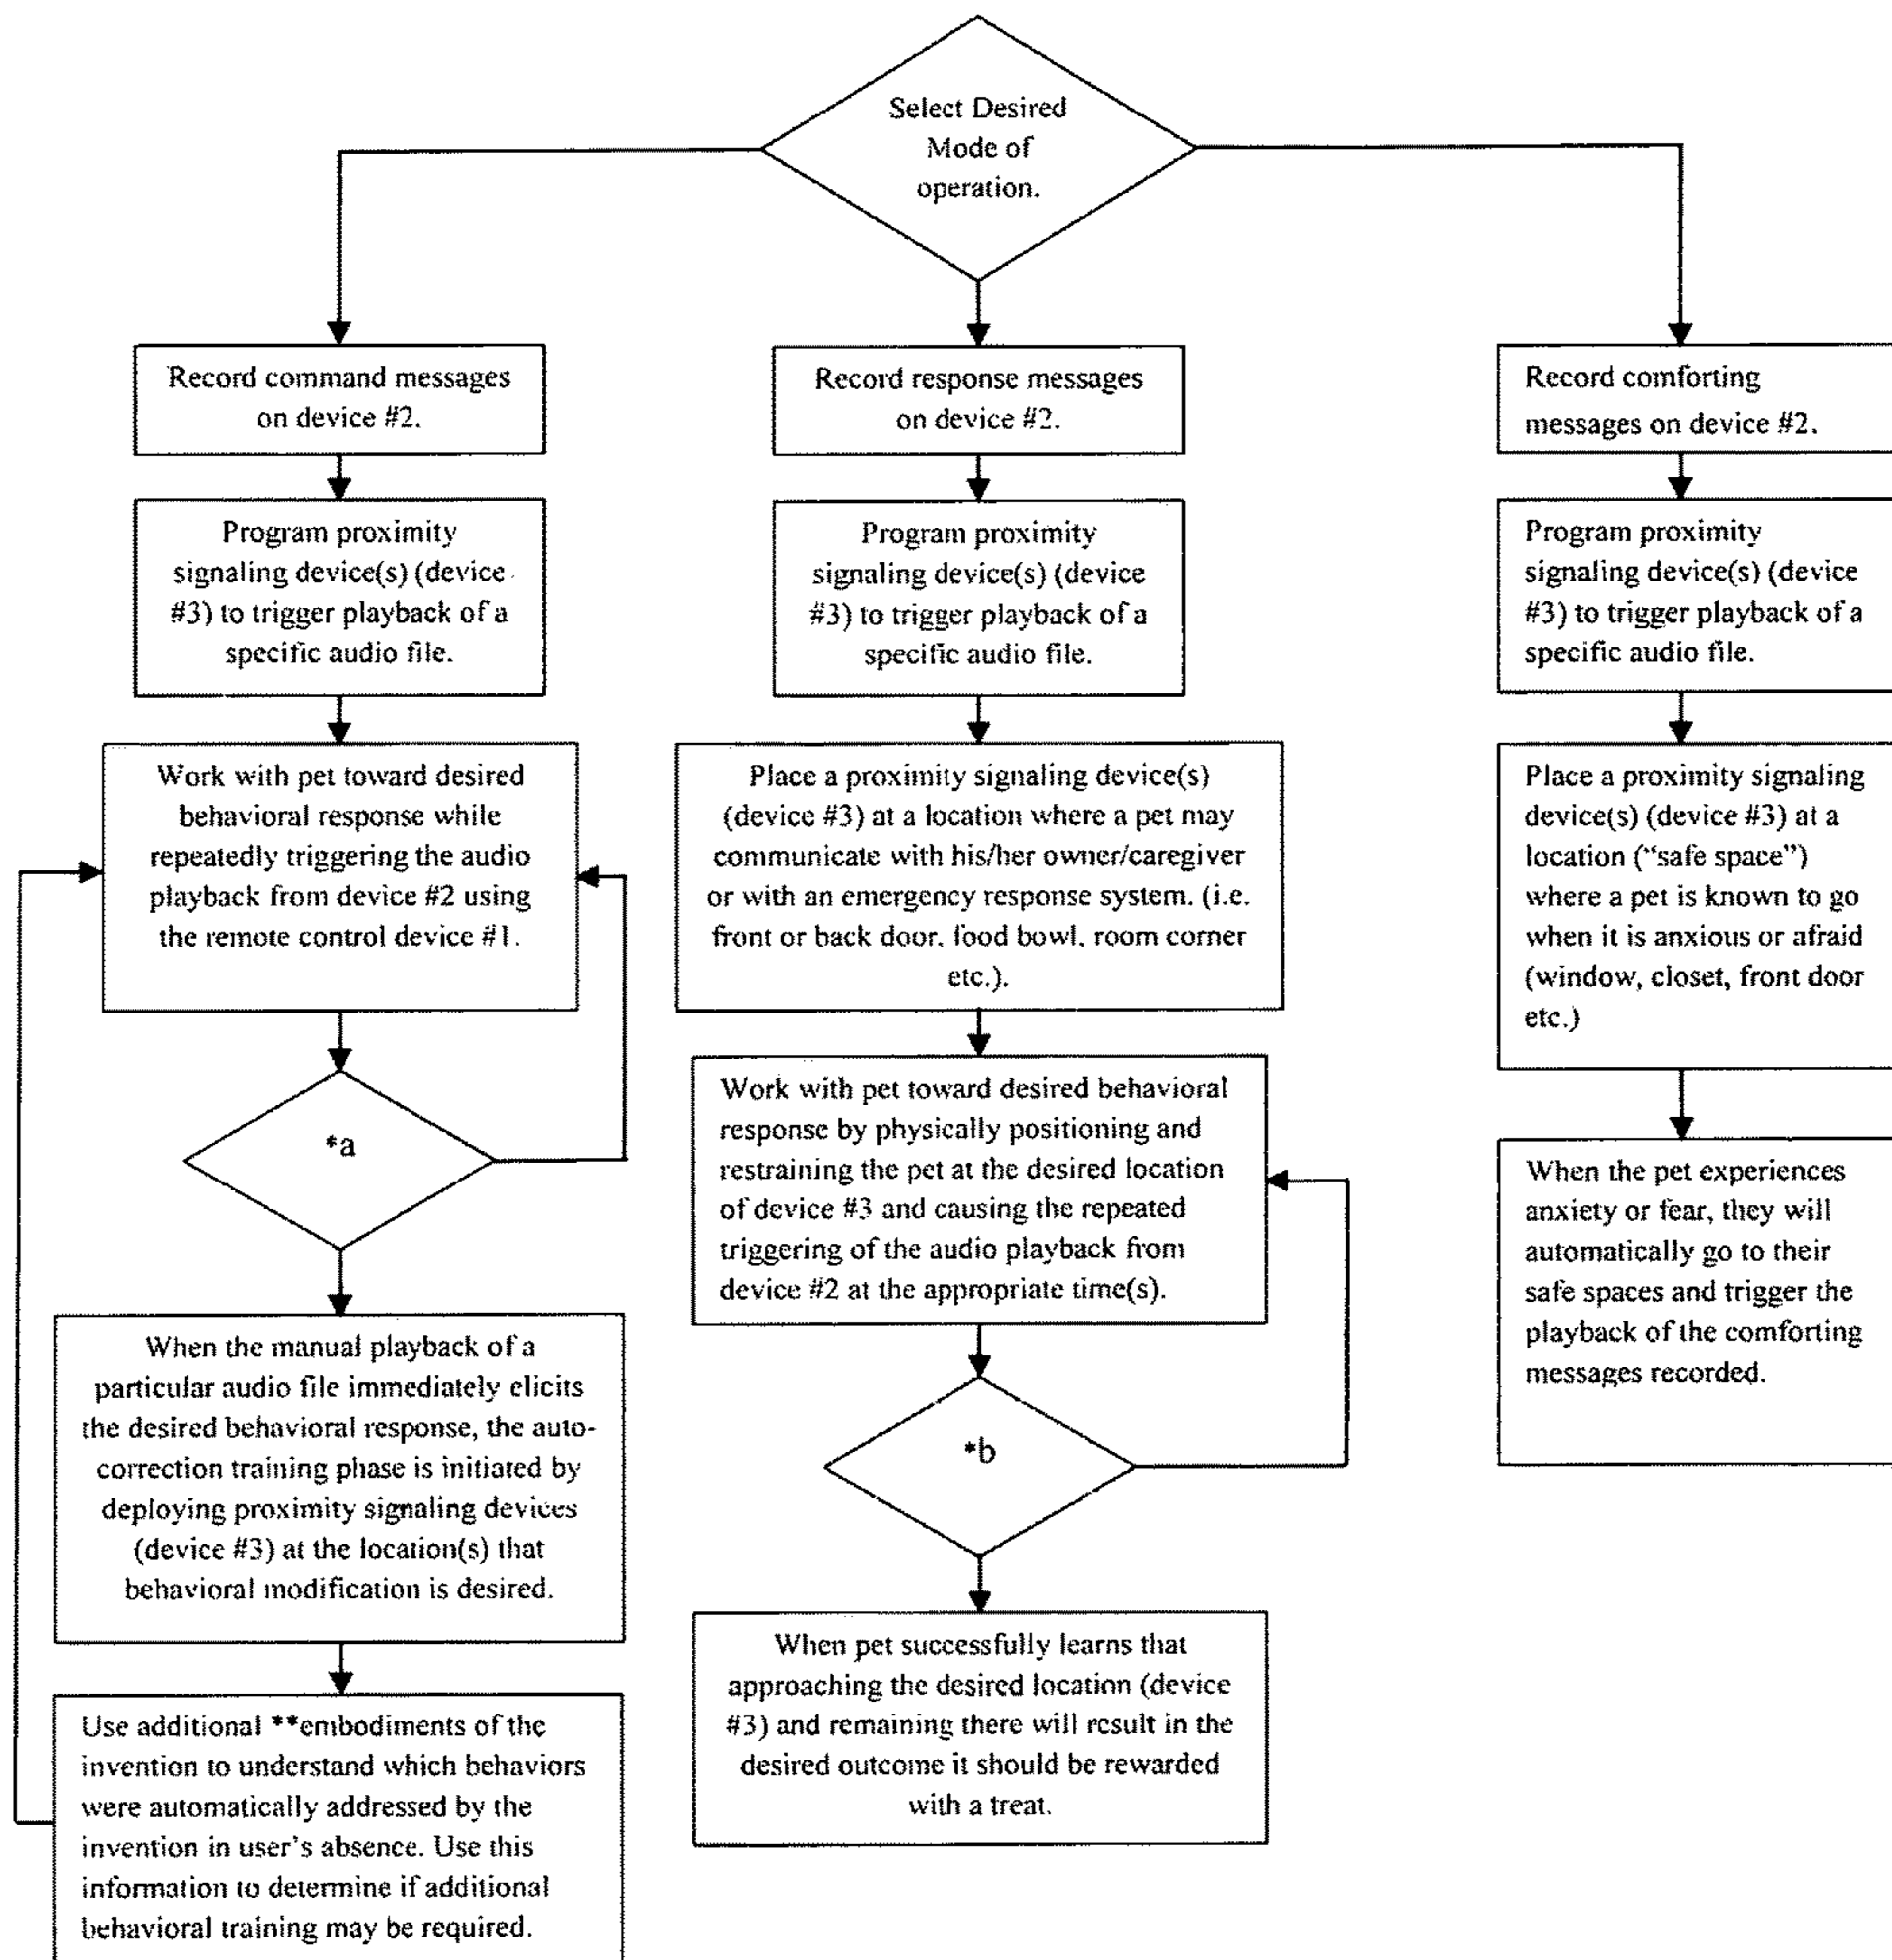 Select Desired
Mode of
operation.
Record command messages
on device #2.
Program proximity
signaling device(s) (device
#3) to trigger playback of a
specific audio file.
Work with pet toward desired
behavioral response while
repeatedly triggering the audio
playback from device #2 using
the remote control device #1.
*a
When the manual playback of a
particular audio file immediately elicits
the desired behavioral response, the auto-
correction training phase is initiated by
deploying proximity signaling devices
(device #3) at the location(s) that
behavioral modification is desired.
Use additional **embodiments of the
invention to understand which behaviors
were automatically addressed by the
invention in user's absence. Use this
information to determine if additional
behavioral training may be required.
Record response messages
on device #2.
Program proximity
signaling device(s) (device
#3) to trigger playback of a
specific audio file.
Place a proximity signaling device(s)
(device #3) at a location where a pet may
communicate with his/her owner/caregiver
or with an emergency response system. (i.e.
front or back door, food bowl, room corner
etc.).
Work with pet toward desired behavioral
response by physically positioning and
restraining the pet at the desired location
of device #3 and causing the repeated
triggering of the audio playback from
device #2 at the appropriate time(s).
*b
When pet successfully learns that
approaching the desired location (device
#3) and remaining there will result in the
desired outcome it should be rewarded
with a treat.
Record comforting
messages on device #2.
Program proximity
signaling device(s) (device
#3) to trigger playback of a
specific audio file.
Place a proximity signaling
device(s) (device #3) at a
location (“safe space”)
where a pet is known to go
when it is anxious or afraid
(window, closet, front door
etc.)
When the pet experiences
anxiety or fear, they will
automatically go to their
safe spaces and trigger the
playback of the comforting
messages recorded.